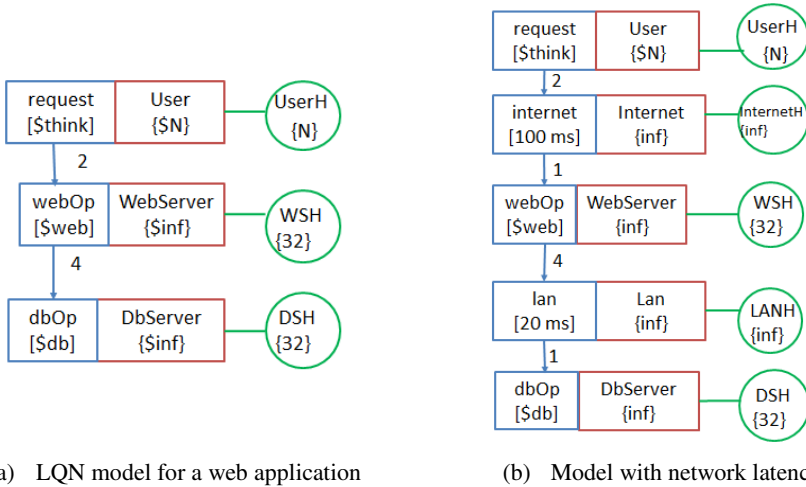 request
[$think]
User
{$N}
UserH
{N}
2
webOp
[$web]
WebServer
{$inf}
WSH
{32}
4
dbOp
[$db]
DbServer
{$inf}
DSH
{32}
LQN model for a web application
request
[$think]
User
{$N}
UserH
{N}
2
internet
[100 ms]
Internet
{inf}
InternetH
{inf}
1
webOp
[$web]
WebServer
{inf}
WSH
{32}
4
lan
[20 ms]
Lan
{inf}
LANH
{inf}
1
dbOp
[$db]
DbServer
{inf}
DSH
{32}
(b) Model with network latenc